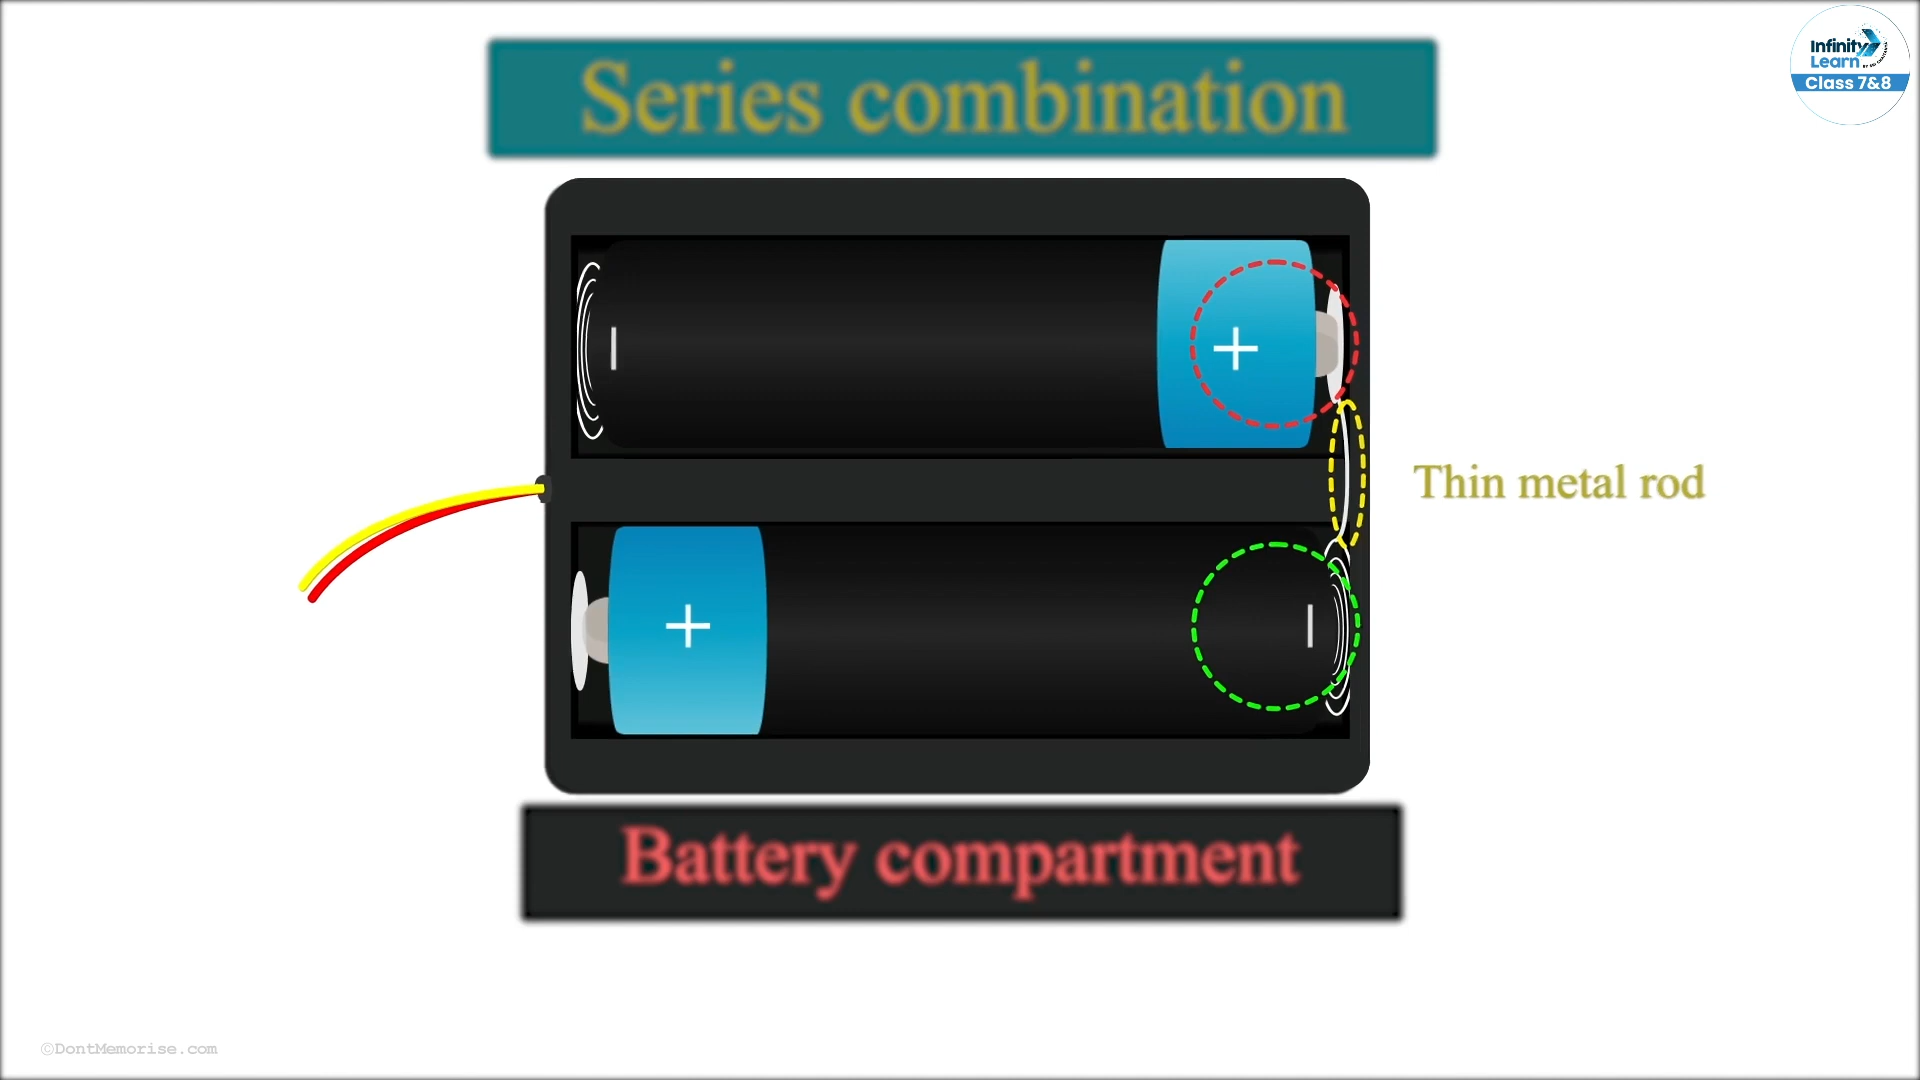 Series combination
Infinity
Learn
Class 7&8
Thin metal rod
Battery compartment
©DontMemorise.com